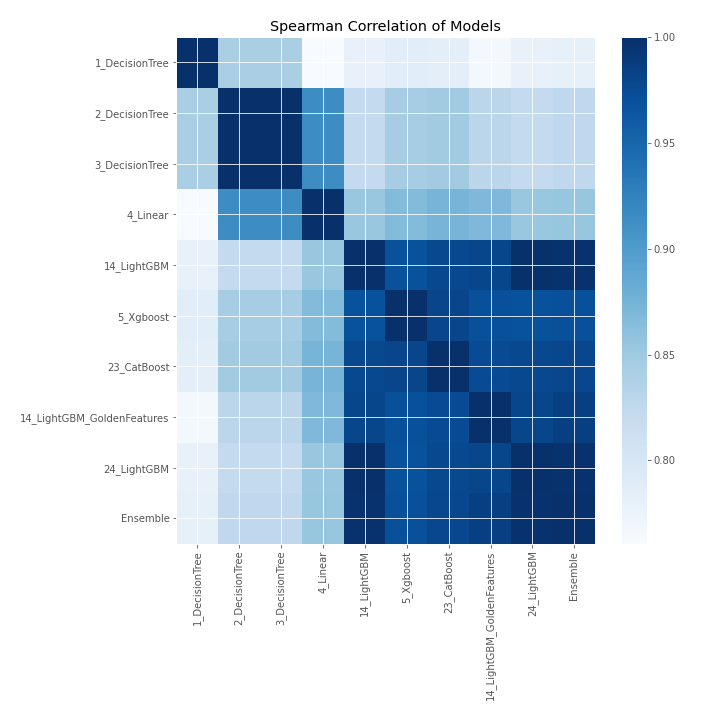 Spearman Correlation of Models
1_DecisionTree
2_DecisionTree
3_DecisionTree
4_Linear
14_LightGBM
5_Xgboost
23_CatBoost
14_LightGBM_GoldenFeatures
24_LightGBM
Ensemble
1_DecisionTree
2_DecisionTree
3_DecisionTree
4_Linear
14_LightGBM
5_Xgboost
23_CatBoost
14_LightGBM_GoldenFeatures
24_LightGBM
Ensemble
1.00
0.95
0.90
0.85
0.80